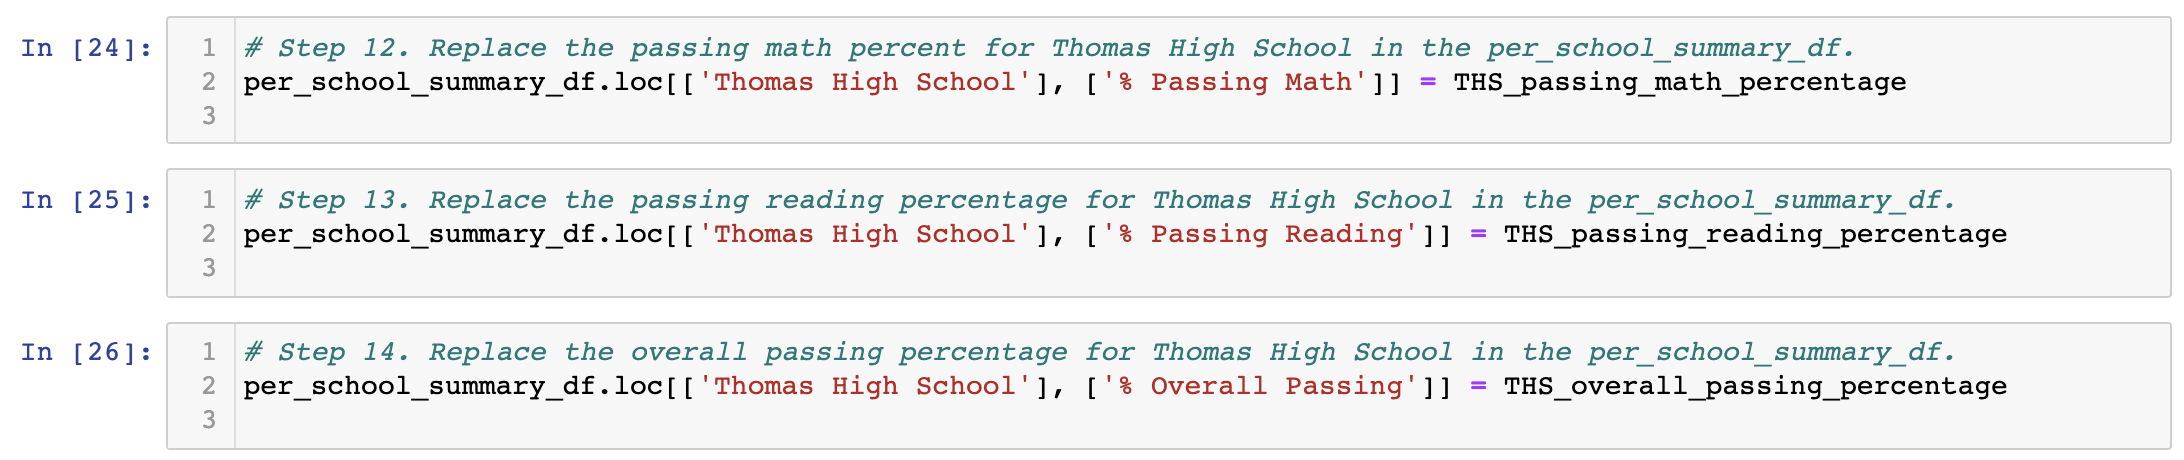 In [24]:
1 # Step 12. Replace the passing math percent for Thomas High School in the per_school_summary_df.
2 per_school_summary_df.loc[['Thomas High School'], ['% Passing Math']] = THS_passing_math_percentage
3
In [25]:
1 # Step 13. Replace the passing reading percentage for Thomas High School in the per_school_summary_df.
2 per_school_summary_df.loc[['Thomas High School'], ['% Passing Reading']] = THS_passing_reading_percentage
3
In [26]:
1 # Step 14. Replace the overall passing percentage for Thomas High School in the per_school_summary_df.
2 per_school_summary_df.loc[['Thomas High School'], ['% Overall Passing']] = THS_overall_passing_percentage
3